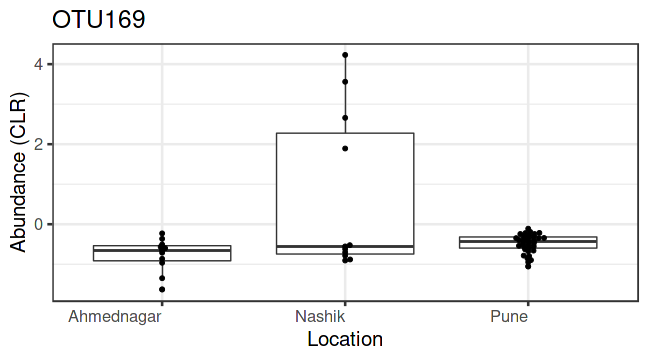 OTU169
Abundance (CLR)
4
2
0
Ahmednagar
Nashik
Pune
Location